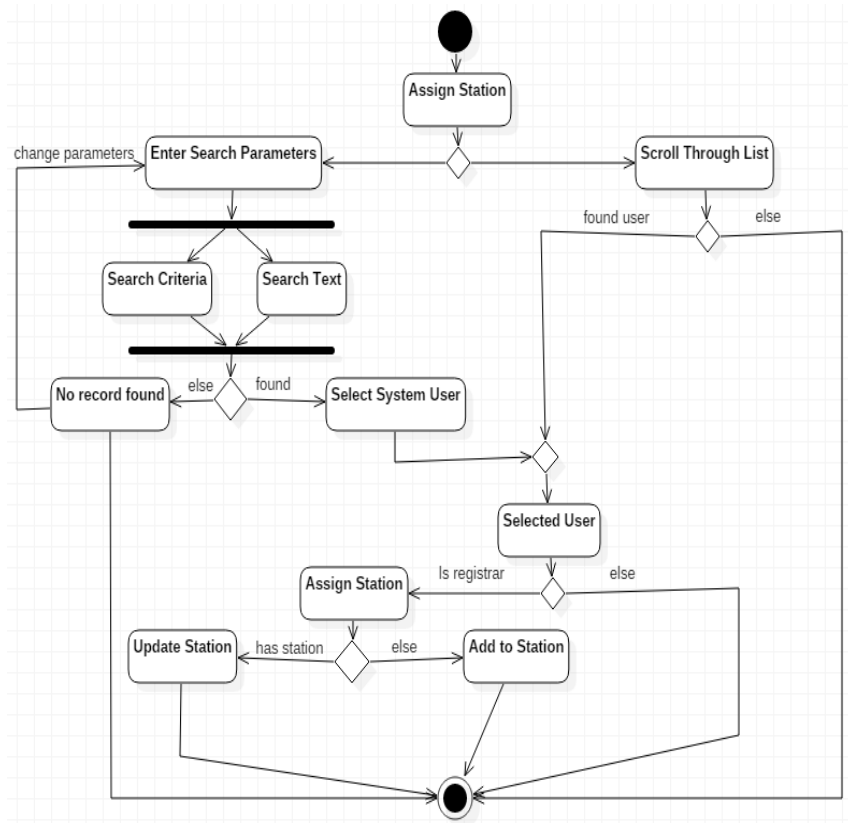 Assign Station
change parameters
Enter Search Parameters
Scroll Through List
found user
else
Search Criteria
Search Text
No record found
else
found
Select System User
Selected User
Assign Station
Is registrar
else
Update Station
has station
else
Add to Station